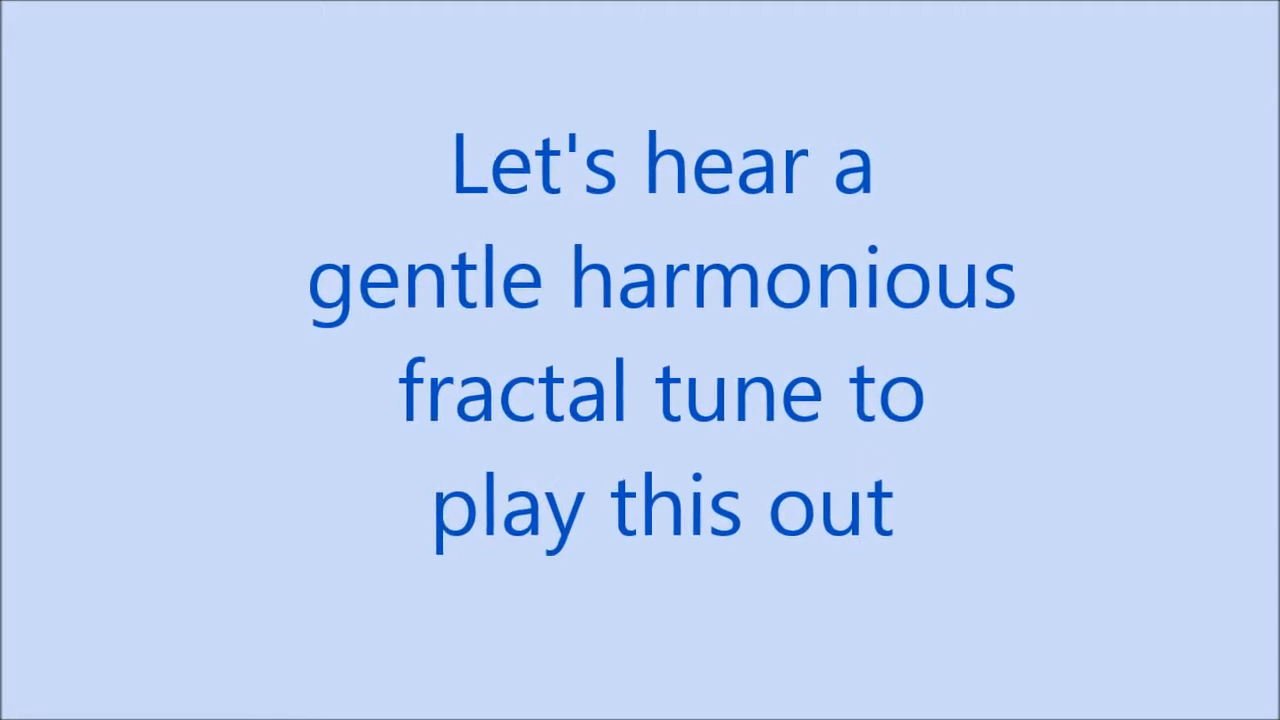 Let's hear a
gentle harmonious
fractal tune to
play this out